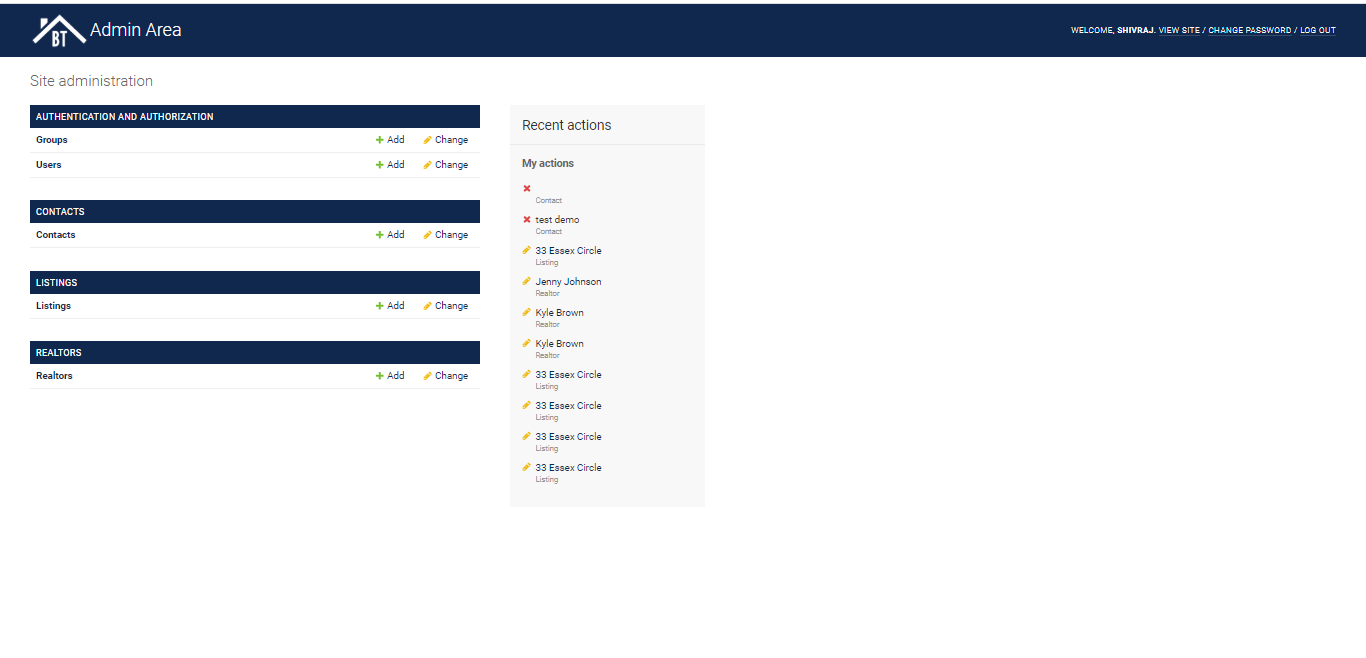 BT Admin Area
WELCOME, SHIVRAJ. VIEW SITE / CHANGE PASSWORD / LOG OUT
Site administration
AUTHENTICATION AND AUTHORIZATION
Groups Add Change
Users Add Change
CONTACTS
Contacts Add Change
LISTINGS
Listings Add Change
REALTORS
Realtors Add Change
Recent actions
My actions
Contact
test demo
Contact
33 Essex Circle
Listing
Jenny Johnson
Realtor
Kyle Brown
Realtor
Kyle Brown
Realtor
33 Essex Circle
Listing
33 Essex Circle
Listing
33 Essex Circle
Listing
33 Essex Circle
Listing